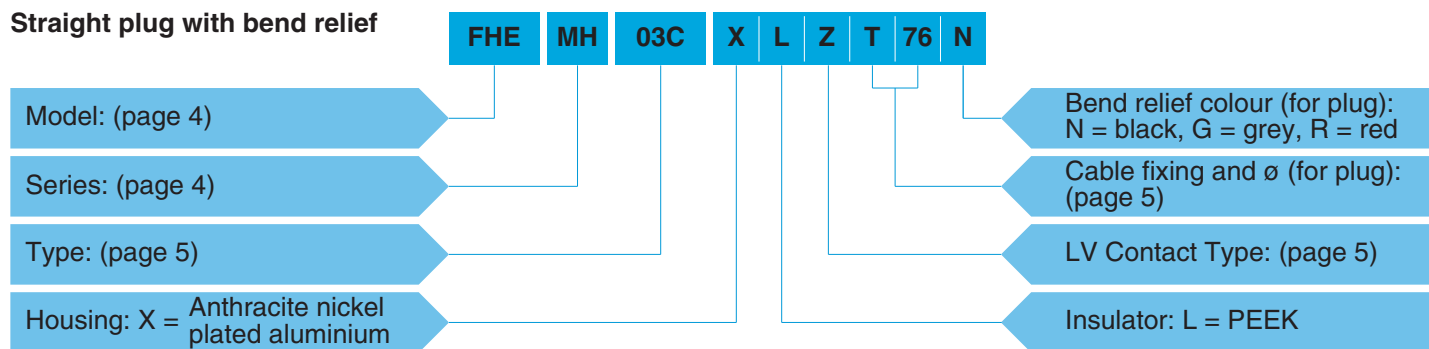 Straight plug with bend relief
FHE MH 03C X L Z T 76 N
Model: (page 4)
Series: (page 4)
Type: (page 5)
Housing: X = Anthracite nickel
plated aluminium
Bend relief colour (for plug):
N = black, G = grey, R = red
Cable fixing and ø (for plug):
(page 5)
LV Contact Type: (page 5)
Insulator: L = PEEK